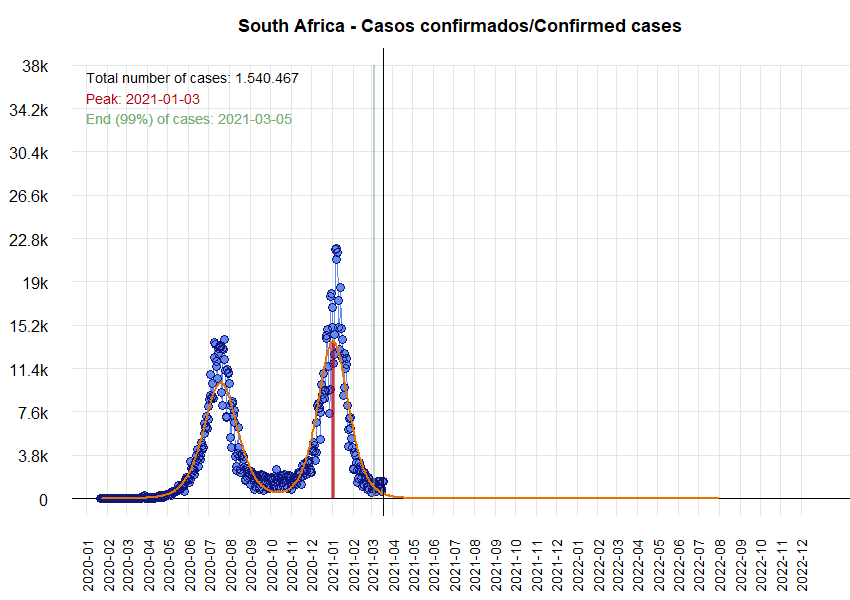 South Africa - Casos confirmados/Confirmed cases
38k
34.2k
30.4k
26.6k
22.8k
19k
15.2k
11.4k
7.6k
3.8k
0
Total number of cases: 1.540.467
Peak: 2021-01-03
End (99%) of cases: 2021-03-05
2020-01
2020-02
2020-03
2020-04
2020-05
2020-06
2020-07
2020-08
2020-09
2020-10
2020-11
2020-12
2021-01
2021-02
2021-03
2021-04
2021-05
2021-06
2021-07
2021-08
2021-09
2021-10
2021-11
2021-12
2022-01
2022-02
2022-03
2022-04
2022-05
2022-06
2022-07
2022-08
2022-09
2022-10
2022-11
2022-12